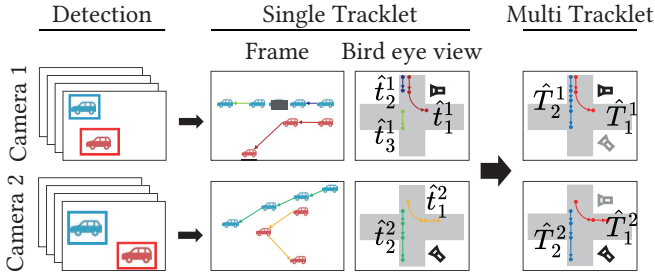 Detection Single Tracklet Multi Tracklet
Frame Bird eye view
Camera 1
t̂₂¹ t̂₁¹ t̂₃¹
T̂₂¹ T̂₁¹
Camera 2
t̂₁² t̂₂²
T̂₂² T̂₁²